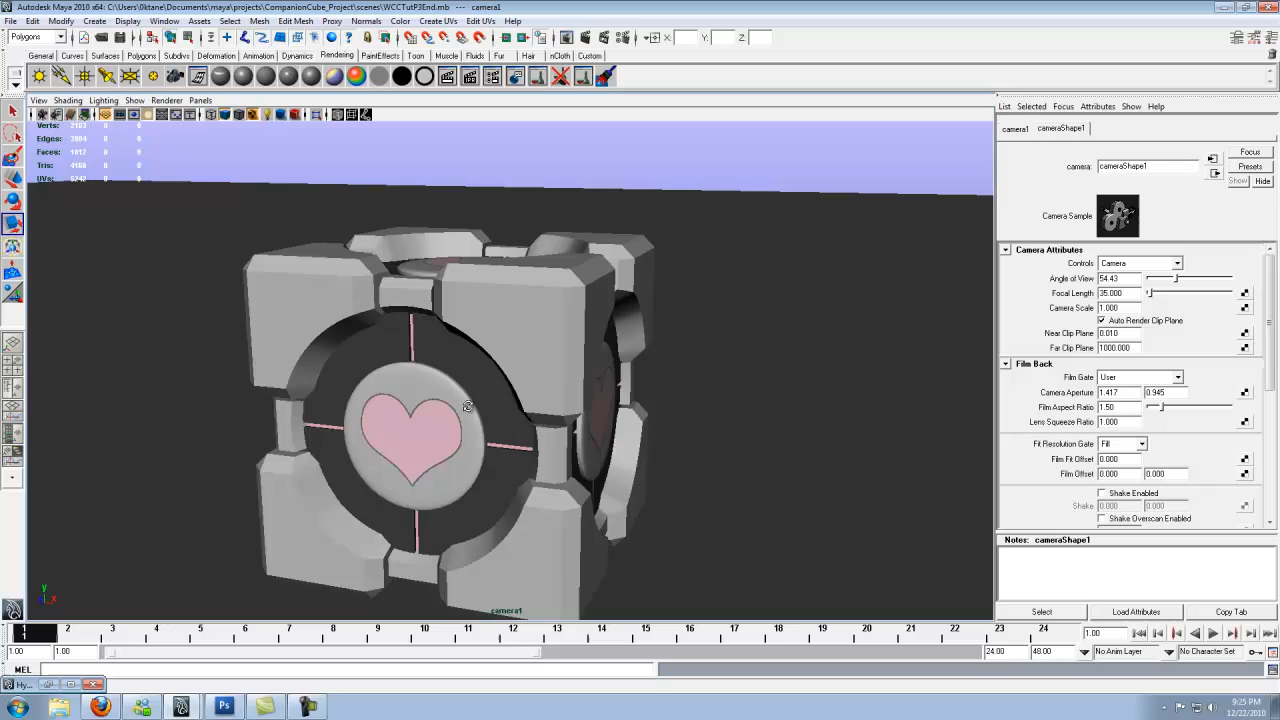 Autodesk Maya 2010 x64: C:\Users\0ktane\Documents\maya\projects\CompanionCube_Project\scenes\WCCTutP3End.mb --- camera1
File Edit Modify Create Display Window Assets Select Mesh Edit Mesh Proxy Normals Color Create UVs Edit UVs Help
Polygons X: Y: Z:
General Curves Surfaces Polygons Subdivs Deformation Animation Dynamics Rendering PaintEffects Toon Muscle Fluids Fur Hair nCloth Custom
IPR
View Shading Lighting Show Renderer Panels
List Selected Focus Attributes Show Help
Verts: 2163 0 0
Edges: 3984 0 0
Faces: 1812 0 0
Tris: 4188 0 0
UVs: 5242 0 0
camera1 cameraShape1
Focus
camera: cameraShape1
Presets
Show Hide
Camera Sample
Camera Attributes
Controls Camera
Angle of View 54.43
Focal Length 35.000
Camera Scale 1.000
Auto Render Clip Plane
Near Clip Plane 0.010
Far Clip Plane 1000.000
Film Back
Film Gate User
Camera Aperture 1.417 0.945
Film Aspect Ratio 1.50
Lens Squeeze Ratio 1.000
Fit Resolution Gate Fill
Film Fit Offset 0.000
Film Offset 0.000 0.000
Shake Enabled
Shake 0.000 0.000
Shake Overscan Enabled
Notes: cameraShape1
y
x
camera1
Select Load Attributes Copy Tab
1 2 3 4 5 6 7 8 9 10 11 12 13 14 15 16 17 18 19 20 21 22 23 24 1.00
1
1.00 1.00 24.00 48.00 No Anim Layer No Character Set
MEL
Hy...
Ps
9:25 PM
12/22/2010